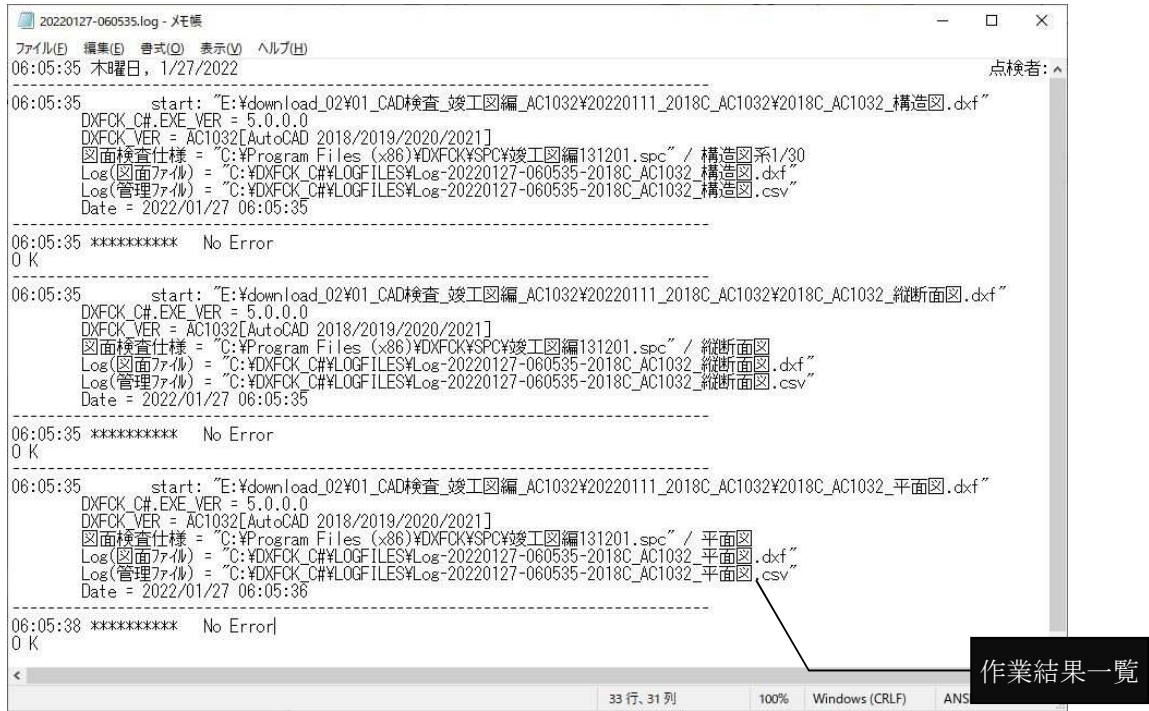 20220127-060535.log - メモ帳
ファイル(F) 編集(E) 書式(O) 表示(V) ヘルプ(H)
06:05:35 木曜日, 1/27/2022 点検者:
--------------------------------------------------------------------------------
06:05:35 start: "E:¥download_02¥01_CAD検査_竣工図編_AC1032¥20220111_2018C_AC1032¥2018C_AC1032_構造図.dxf"
DXFCK_C#.EXE_VER = 5.0.0.0
DXFCK_VER = AC1032[AutoCAD 2018/2019/2020/2021]
図面検査仕様 = "C:¥Program Files (x86)¥DXFCK¥SPC¥竣工図編131201.spc" / 構造図系1/30
Log(図面ファイル) = "C:¥DXFCK_C#¥LOGFILES¥Log-20220127-060535-2018C_AC1032_構造図.dxf"
Log(管理ファイル) = "C:¥DXFCK_C#¥LOGFILES¥Log-20220127-060535-2018C_AC1032_構造図.csv"
Date = 2022/01/27 06:05:35
--------------------------------------------------------------------------------
06:05:35 ********** No Error
O K
--------------------------------------------------------------------------------
06:05:35 start: "E:¥download_02¥01_CAD検査_竣工図編_AC1032¥20220111_2018C_AC1032¥2018C_AC1032_縦断面図.dxf"
DXFCK_C#.EXE_VER = 5.0.0.0
DXFCK_VER = AC1032[AutoCAD 2018/2019/2020/2021]
図面検査仕様 = "C:¥Program Files (x86)¥DXFCK¥SPC¥竣工図編131201.spc" / 縦断面図
Log(図面ファイル) = "C:¥DXFCK_C#¥LOGFILES¥Log-20220127-060535-2018C_AC1032_縦断面図.dxf"
Log(管理ファイル) = "C:¥DXFCK_C#¥LOGFILES¥Log-20220127-060535-2018C_AC1032_縦断面図.csv"
Date = 2022/01/27 06:05:35
--------------------------------------------------------------------------------
06:05:35 ********** No Error
O K
--------------------------------------------------------------------------------
06:05:35 start: "E:¥download_02¥01_CAD検査_竣工図編_AC1032¥20220111_2018C_AC1032¥2018C_AC1032_平面図.dxf"
DXFCK_C#.EXE_VER = 5.0.0.0
DXFCK_VER = AC1032[AutoCAD 2018/2019/2020/2021]
図面検査仕様 = "C:¥Program Files (x86)¥DXFCK¥SPC¥竣工図編131201.spc" / 平面図
Log(図面ファイル) = "C:¥DXFCK_C#¥LOGFILES¥Log-20220127-060535-2018C_AC1032_平面図.dxf"
Log(管理ファイル) = "C:¥DXFCK_C#¥LOGFILES¥Log-20220127-060535-2018C_AC1032_平面図.csv"
Date = 2022/01/27 06:05:36
--------------------------------------------------------------------------------
06:05:38 ********** No Error
O K
作業結果一覧
33 行、31 列 100% Windows (CRLF) ANS